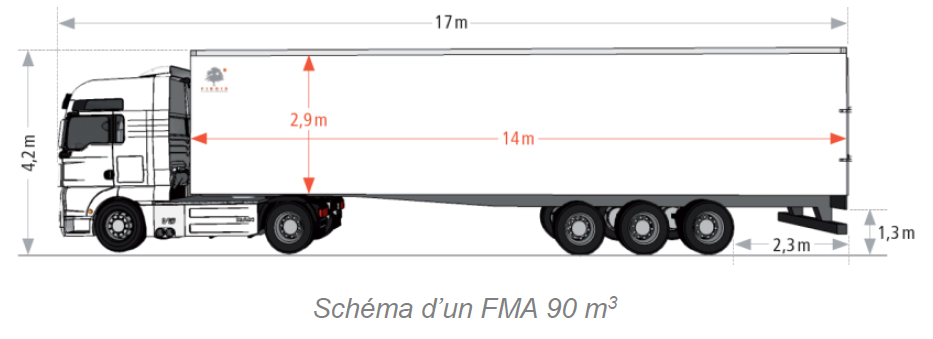 17 m
4,2 m
2,9 m
14 m
1,3 m
2,3 m
Schéma d’un FMA 90 m³